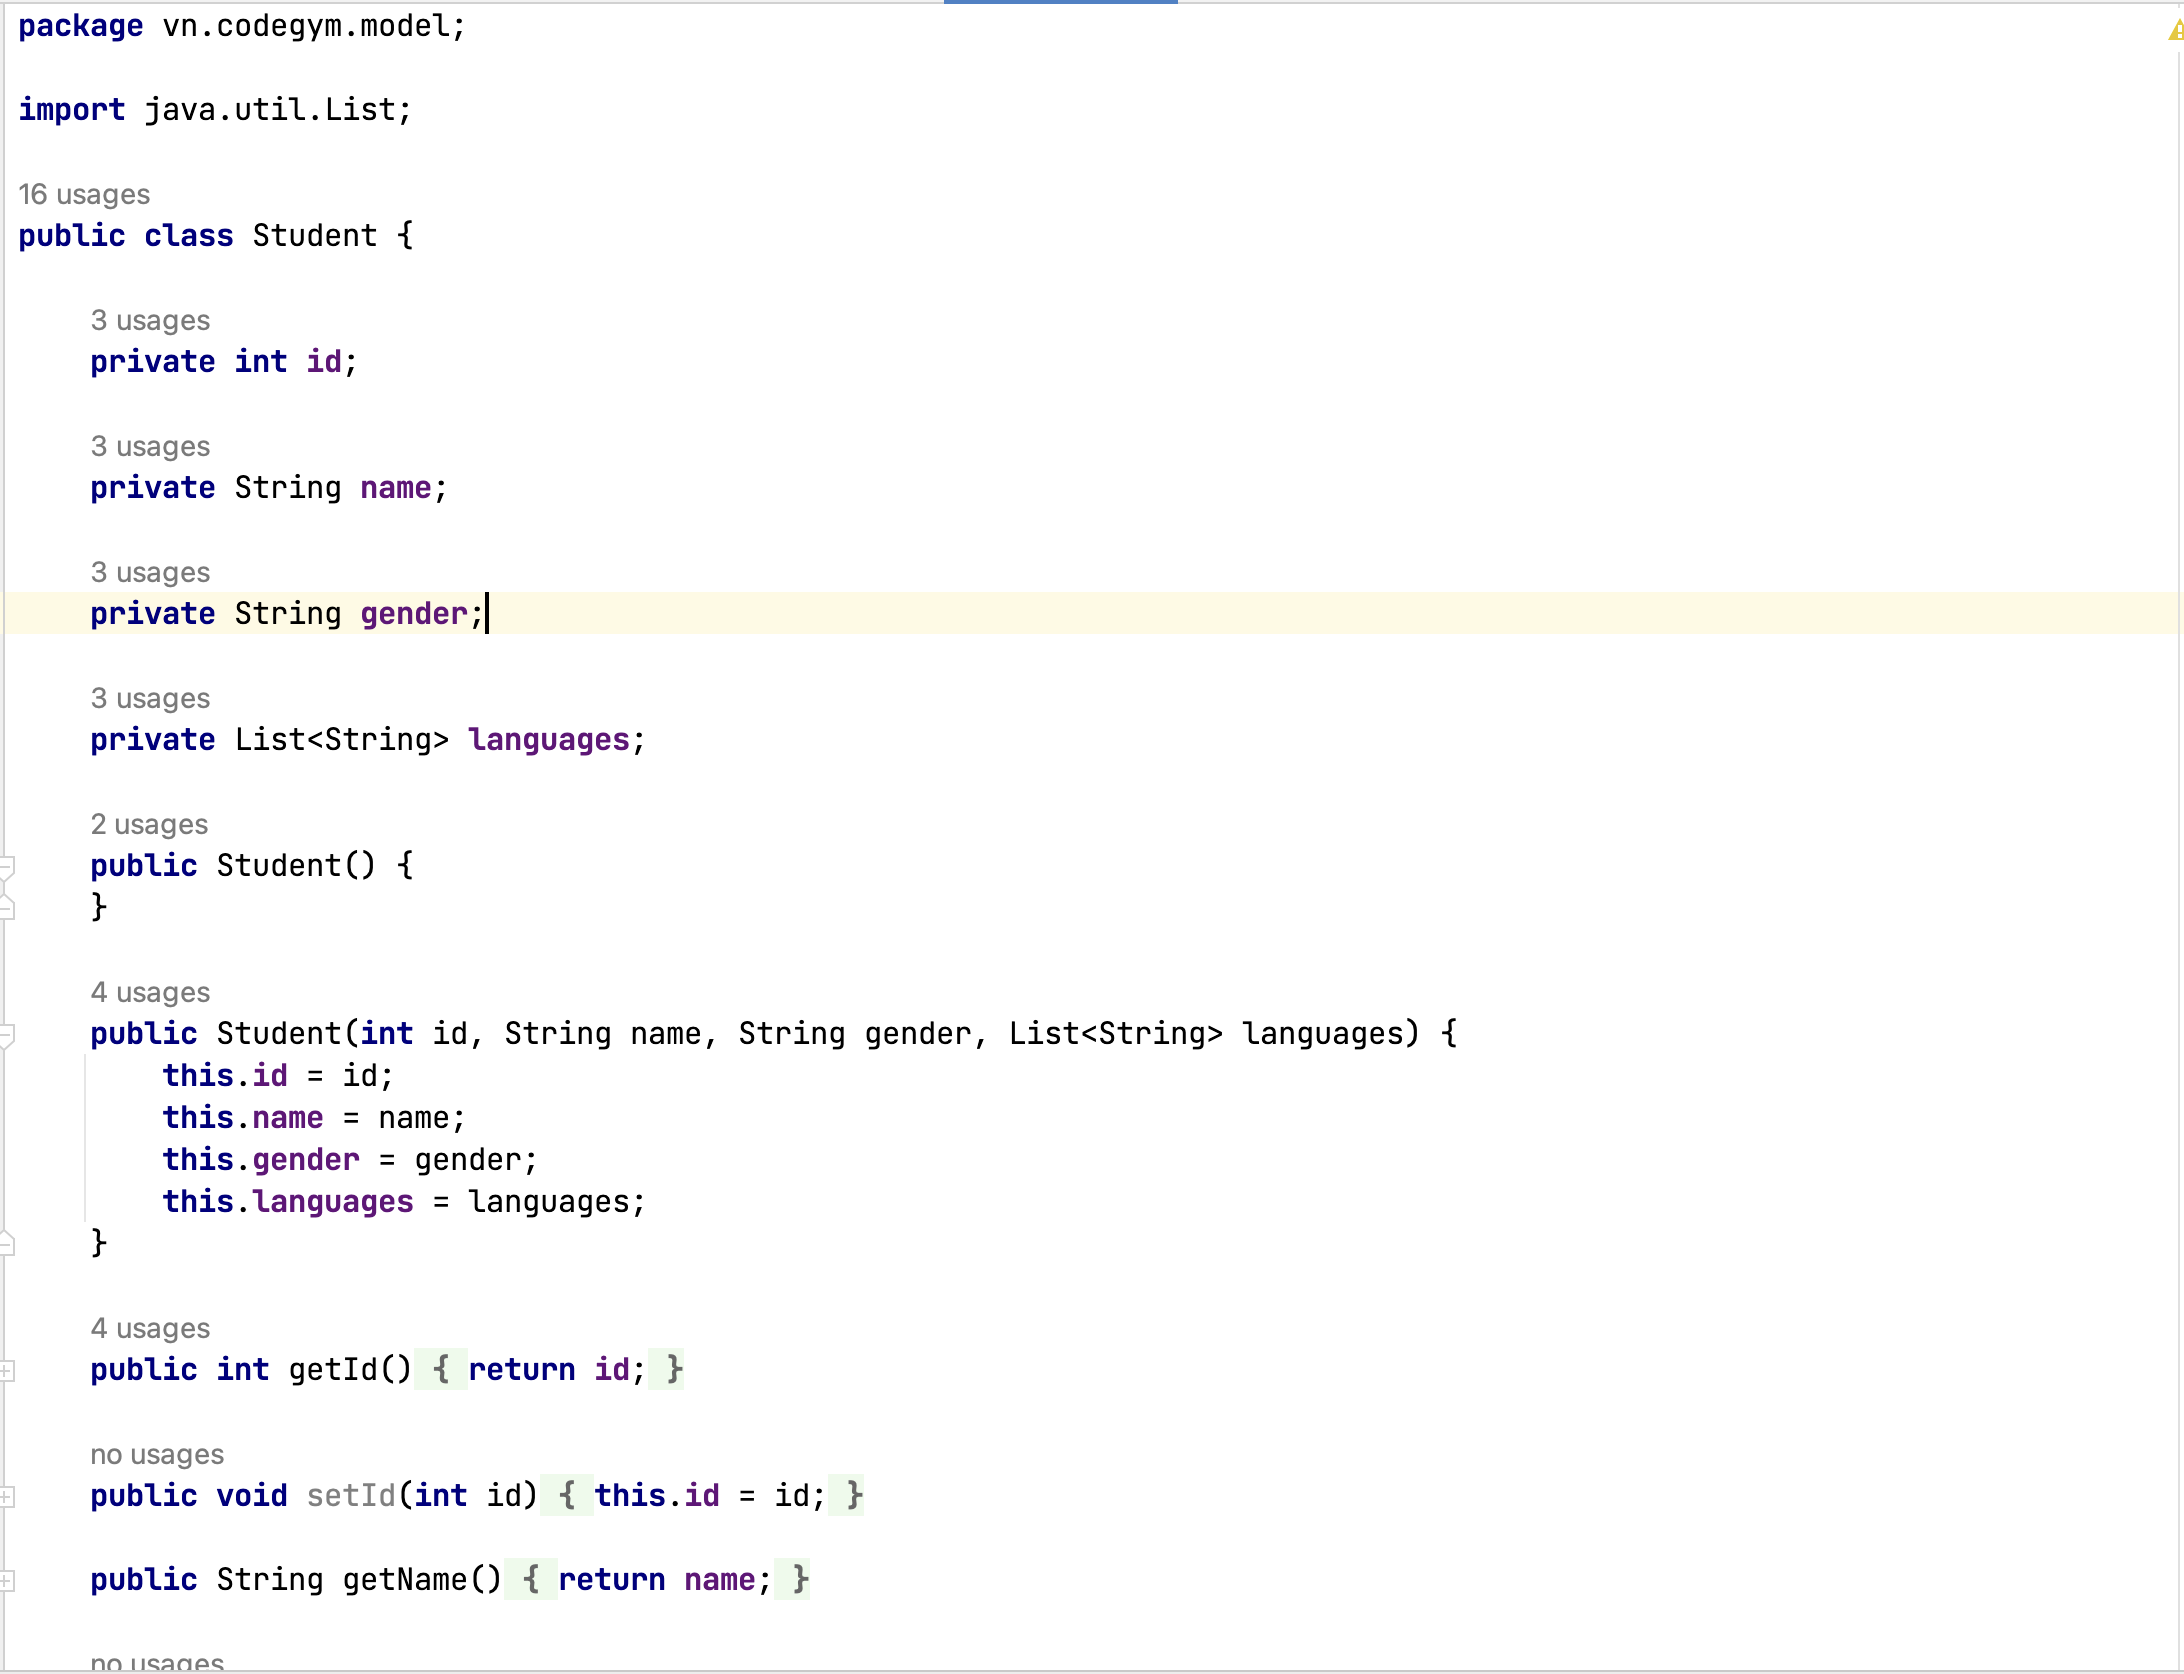 package vn.codegym.model;
import java.util.List;
16 usages
public class Student {
3 usages
private int id;
3 usages
private String name;
3 usages
private String gender;
3 usages
private List<String> languages;
2 usages
public Student() {
}
4 usages
public Student(int id, String name, String gender, List<String> languages) {
this.id = id;
this.name = name;
this.gender = gender;
this.languages = languages;
}
4 usages
public int getId() { return id; }
no usages
public void setId(int id) { this.id = id; }
public String getName() { return name; }
no usages